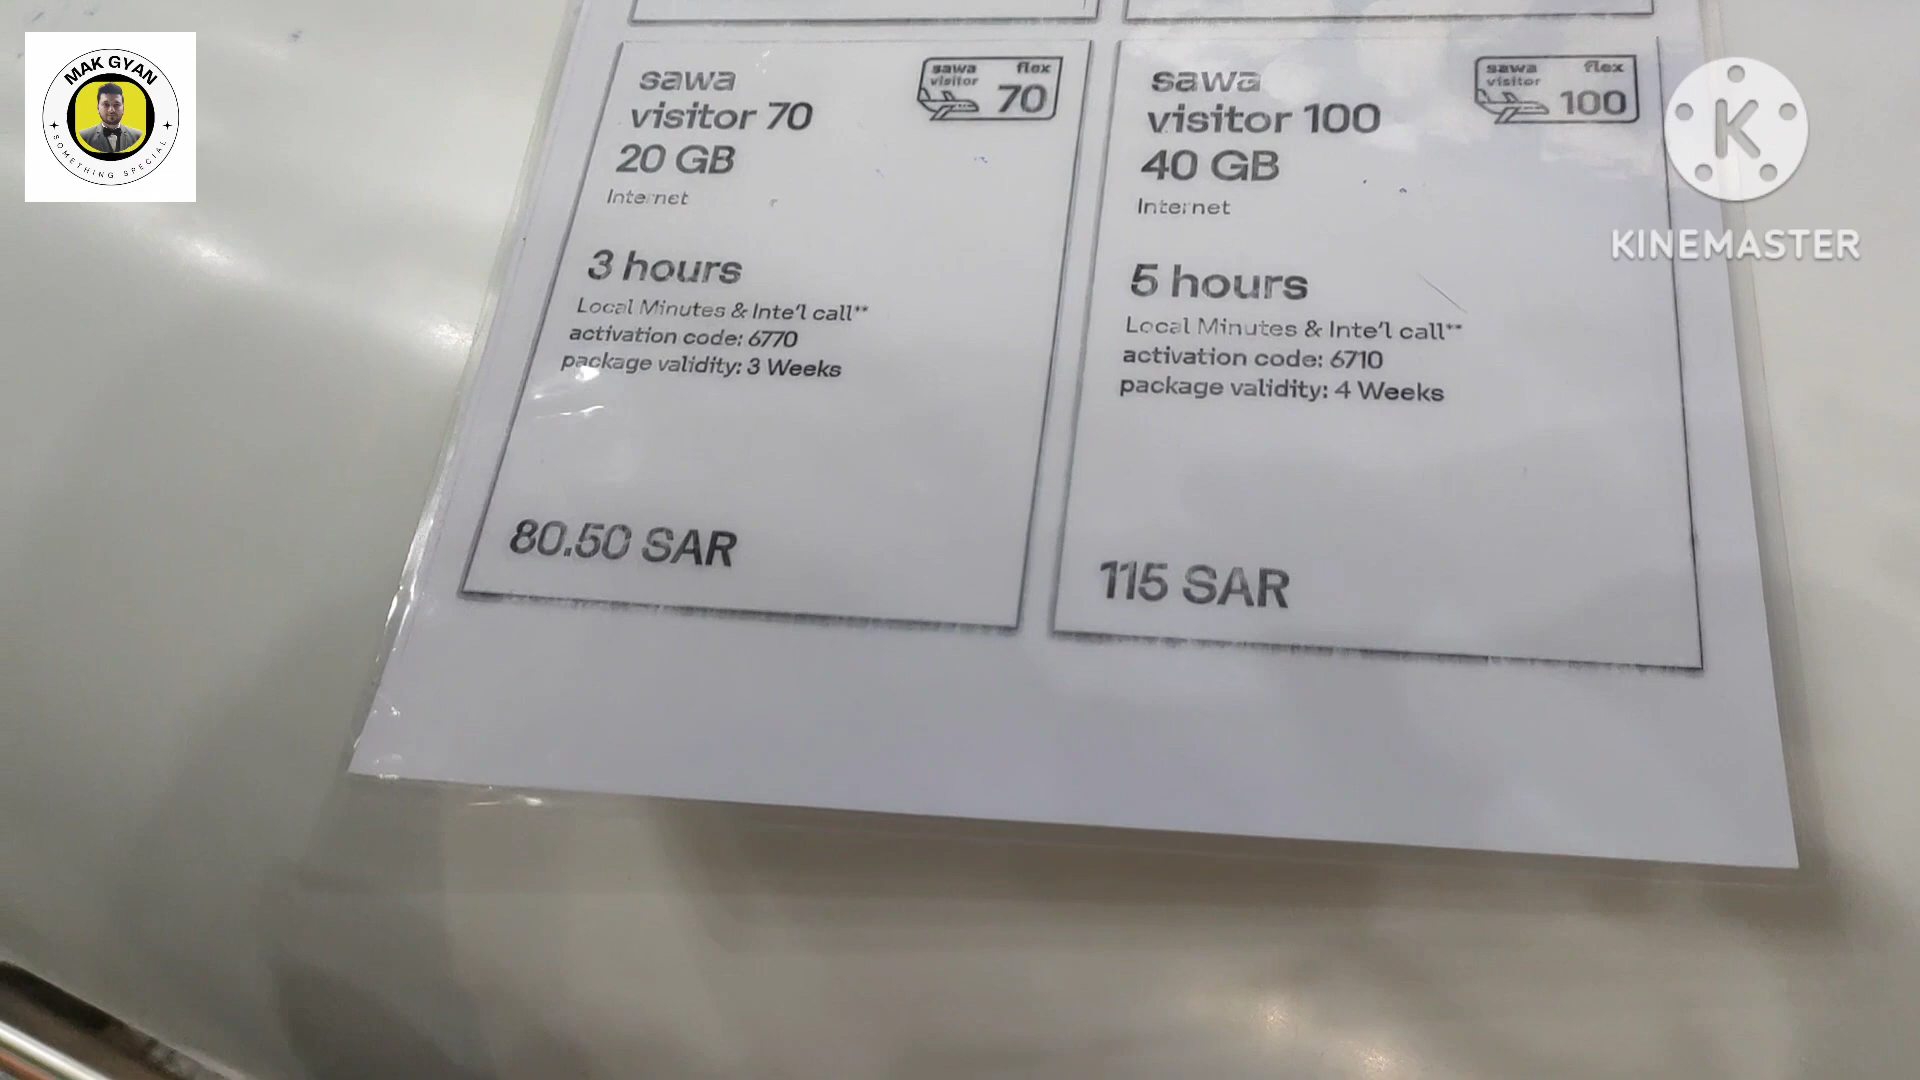 MAK GYAN
SOMETHING SPECIAL
sawa
visitor 70
20 GB
Internet
3 hours
Local Minutes & Inte'l call**
activation code: 6770
package validity: 3 Weeks
80.50 SAR
sawa flex
visitor
70
sawa
visitor 100
40 GB
Internet
5 hours
Local Minutes & Inte'l call**
activation code: 6710
package validity: 4 Weeks
115 SAR
sawa flex
visitor
100
K
KINEMASTER